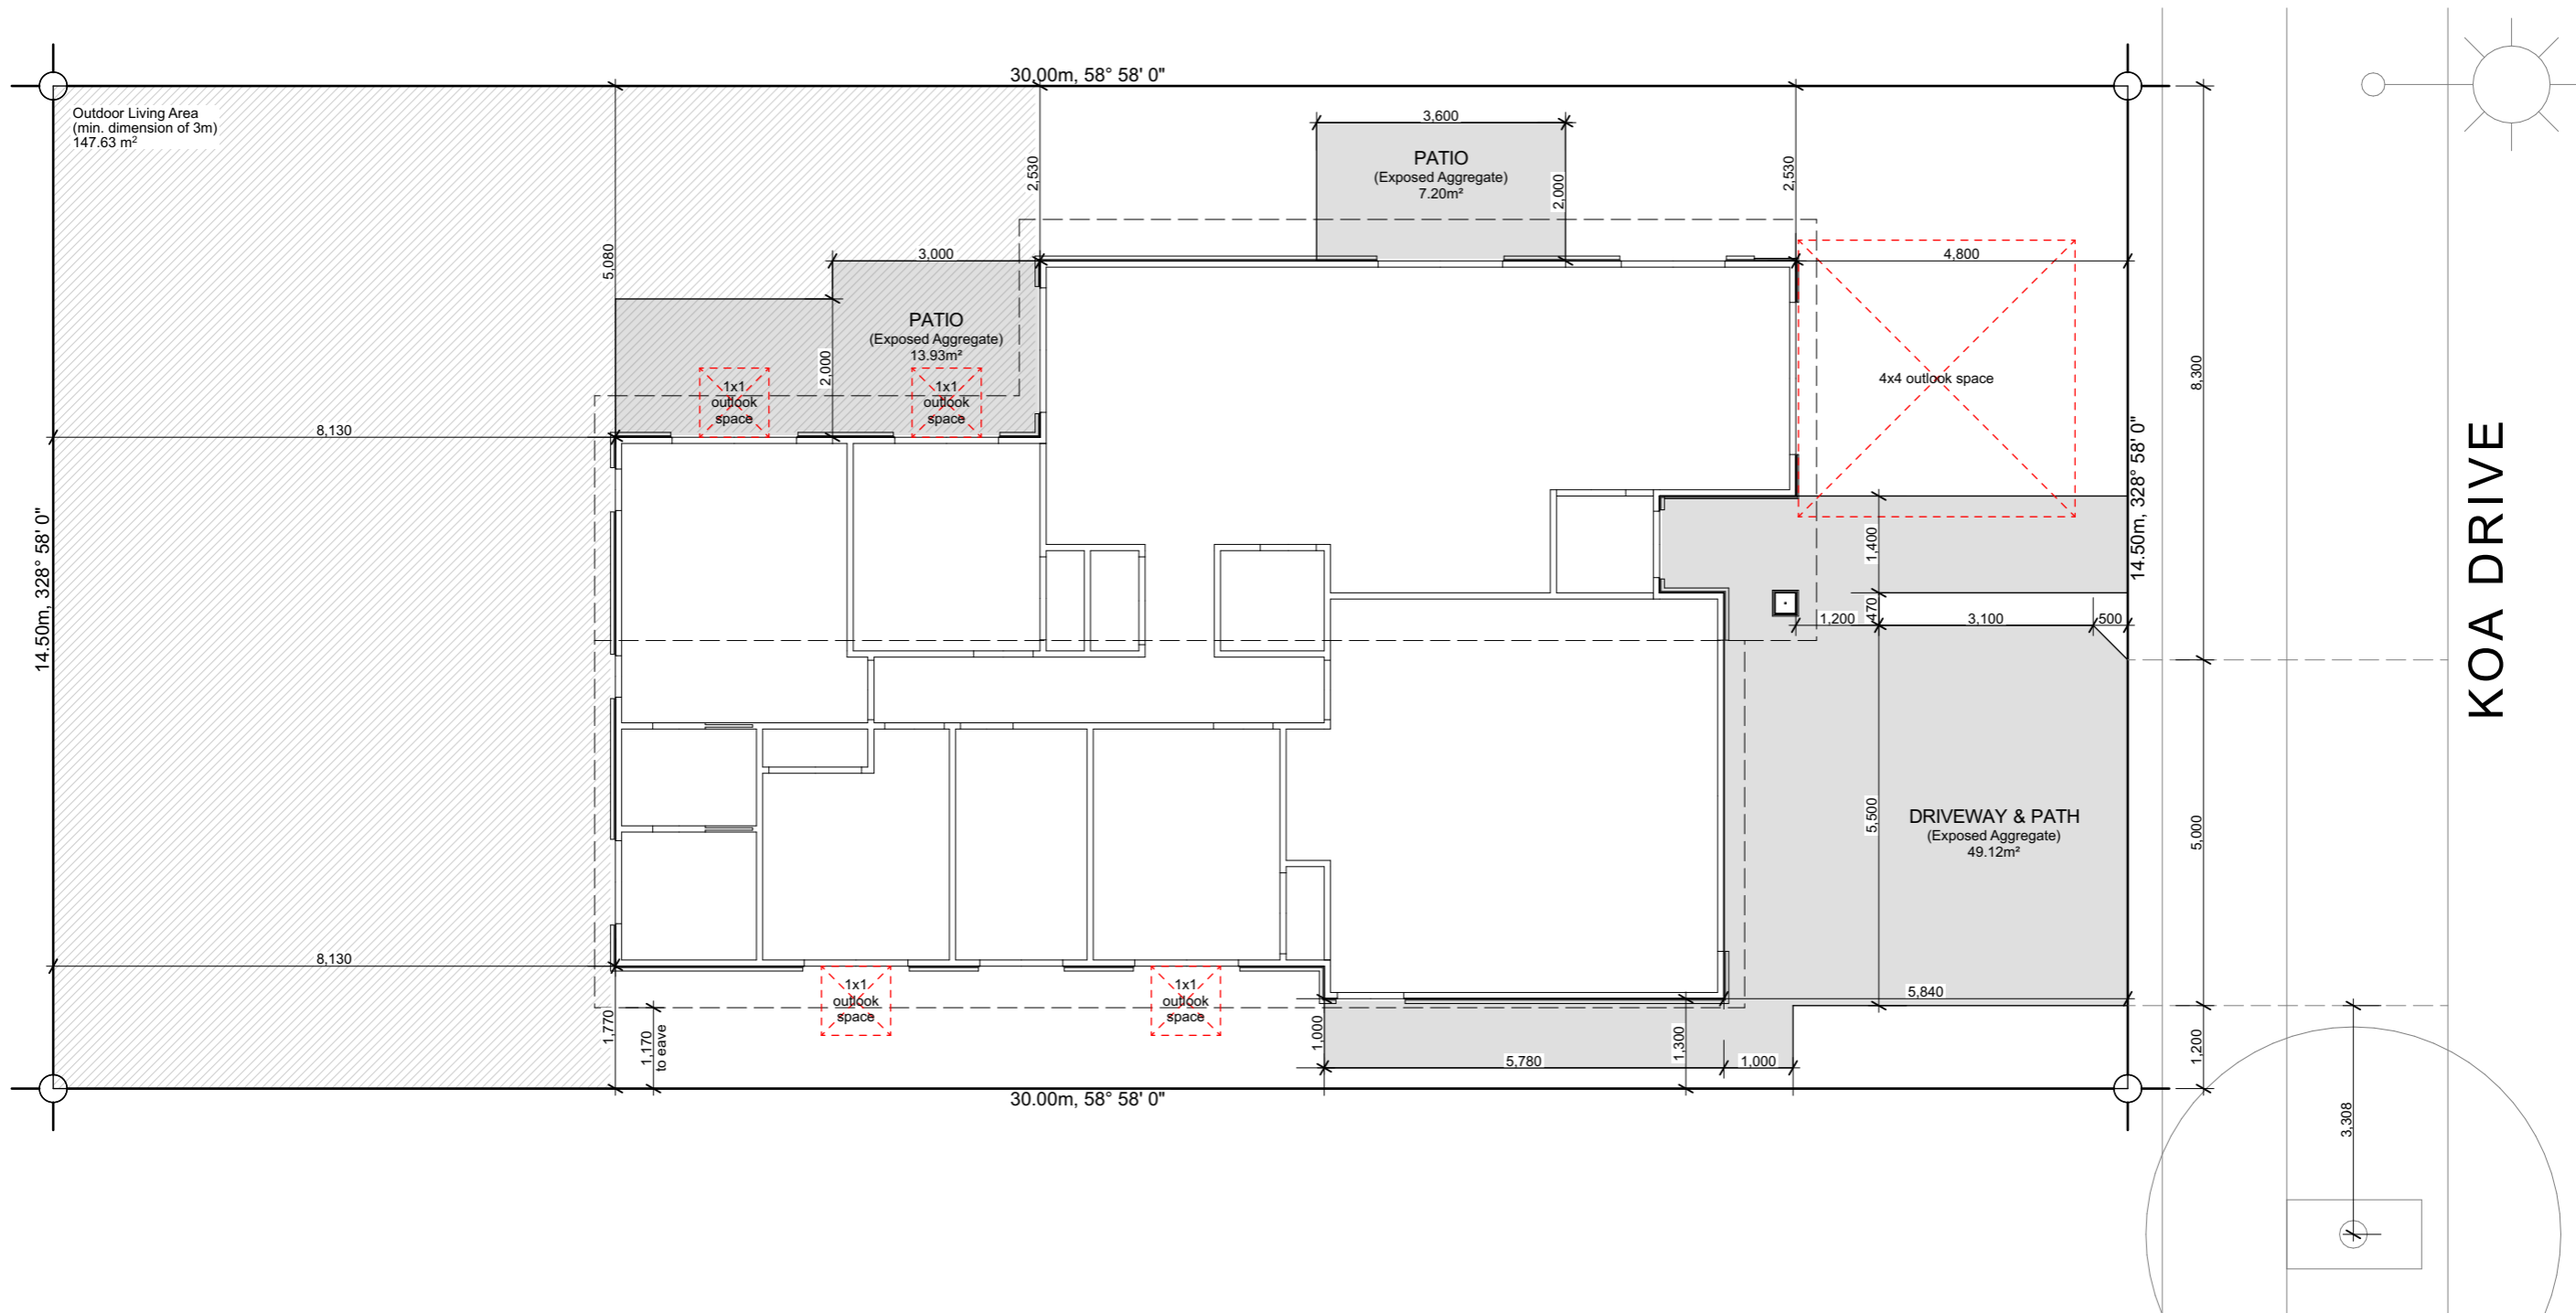 30.00m, 58° 58' 0"
Outdoor Living Area
(min. dimension of 3m)
147.63 m²
3,600
PATIO
(Exposed Aggregate)
7.20m²
2,530
2,000
2,530
5,080
3,000
4,800
PATIO
(Exposed Aggregate)
13.93m²
2,000
1x1
outlook
space
1x1
outlook
space
4x4 outlook space
8,300
8,130
14.50m, 328° 58' 0"
14.50m, 328° 58' 0"
KOA DRIVE
1,400
470
1,200
3,100
500
5,500
DRIVEWAY & PATH
(Exposed Aggregate)
49.12m²
5,000
8,130
1x1
outlook
space
1x1
outlook
space
5,840
1,770
1,170
to eave
1,000
5,780
1,300
1,000
1,200
30.00m, 58° 58' 0"
3,308